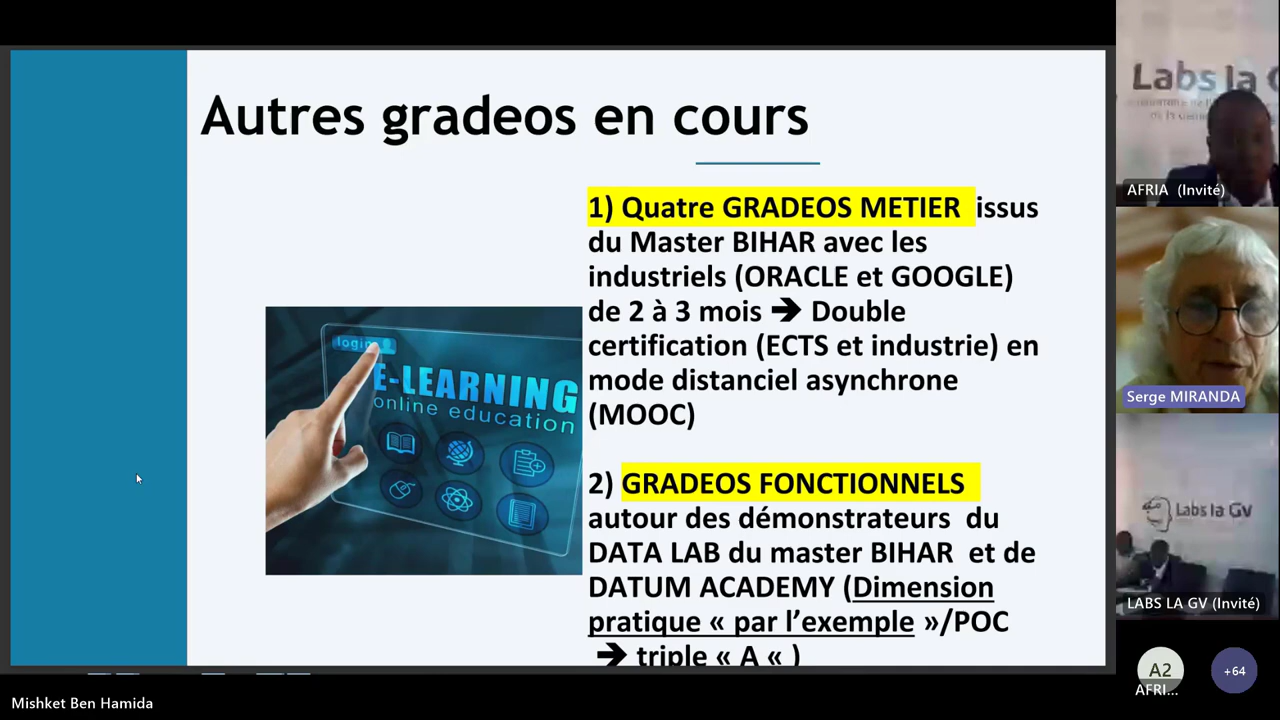 Autres gradeos en cours
1) Quatre GRADEOS METIER issus
du Master BIHAR avec les
industriels (ORACLE et GOOGLE)
de 2 à 3 mois ➔ Double
certification (ECTS et industrie) en
mode distanciel asynchrone
(MOOC)
2) GRADEOS FONCTIONNELS
autour des démonstrateurs du
DATA LAB du master BIHAR et de
DATUM ACADEMY (Dimension
pratique « par l’exemple »/POC
➔ triple « A « )
login
E-LEARNING
online education
Labs la G
AFRIA (Invité)
Serge MIRANDA
Labs la GV
LABS LA GV (Invité)
A2
AFRI...
+64
Mishket Ben Hamida